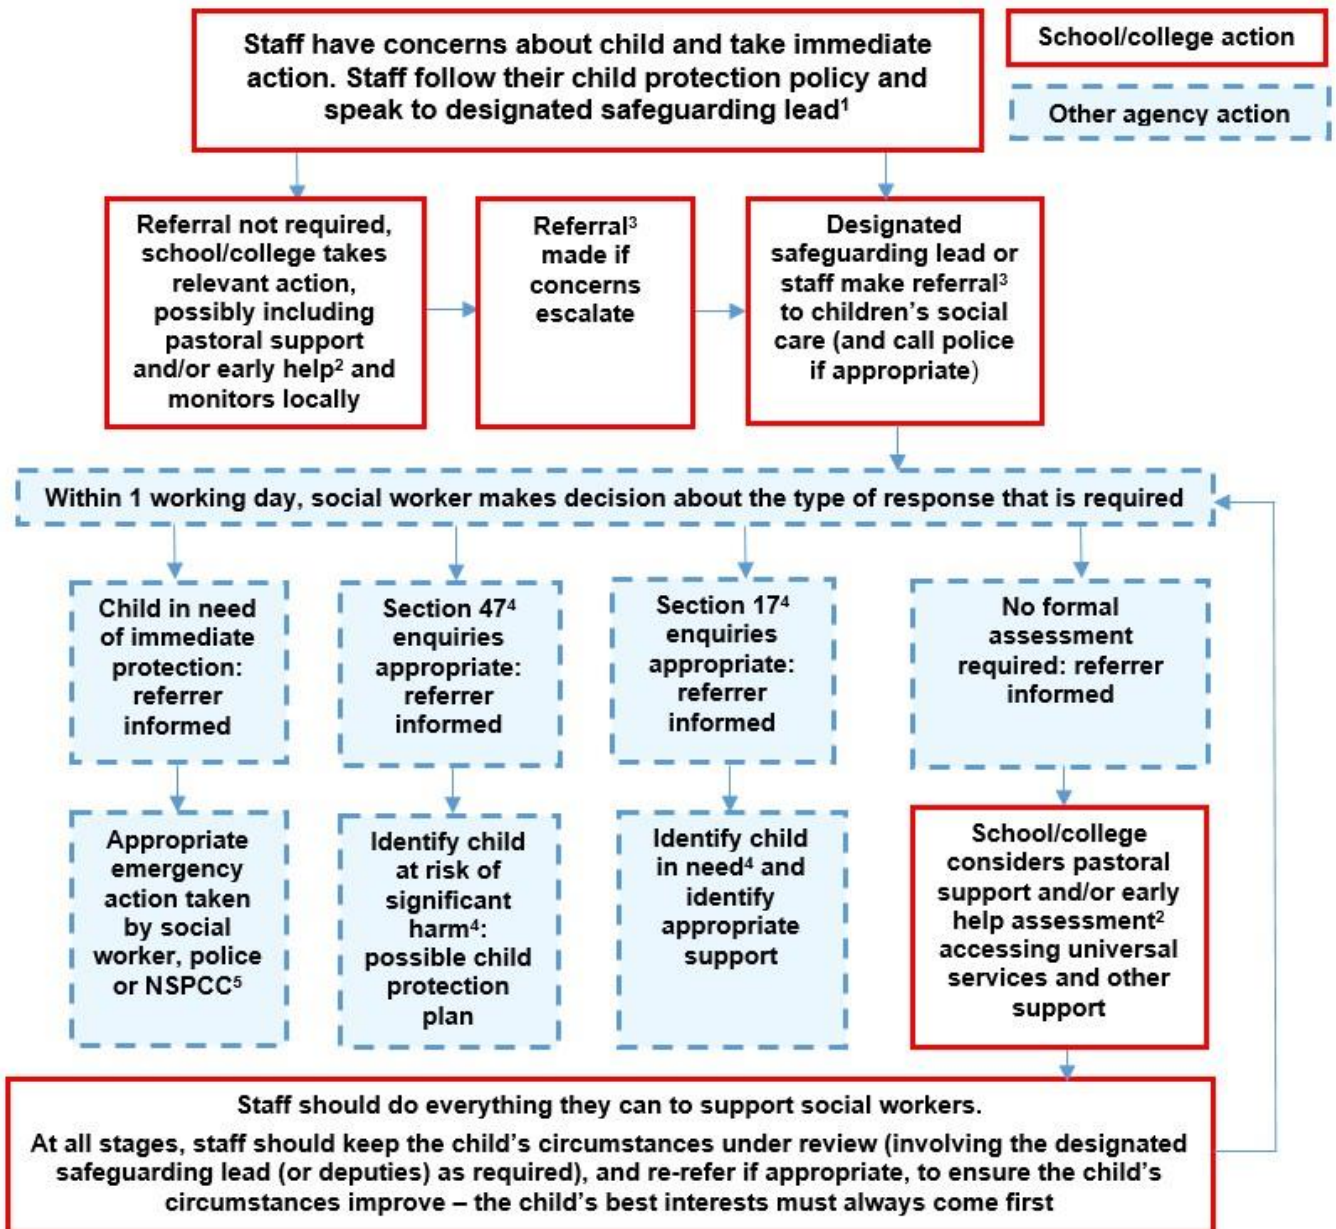 Staff have concerns about child and take immediate
action. Staff follow their child protection policy and
speak to designated safeguarding lead¹
School/college action
Other agency action
Referral not required,
school/college takes
relevant action,
possibly including
pastoral support
and/or early help² and
monitors locally
Referral³
made if
concerns
escalate
Designated
safeguarding lead or
staff make referral³
to children’s social
care (and call police
if appropriate)
Within 1 working day, social worker makes decision about the type of response that is required
Child in need
of immediate
protection:
referrer
informed
Section 47⁴
enquiries
appropriate:
referrer
informed
Section 17⁴
enquiries
appropriate:
referrer
informed
No formal
assessment
required: referrer
informed
Appropriate
emergency
action taken
by social
worker, police
or NSPCC⁵
Identify child
at risk of
significant
harm⁴:
possible child
protection
plan
Identify child
in need⁴ and
identify
appropriate
support
School/college
considers pastoral
support and/or early
help assessment²
accessing universal
services and other
support
Staff should do everything they can to support social workers.
At all stages, staff should keep the child’s circumstances under review (involving the designated
safeguarding lead (or deputies) as required), and re-refer if appropriate, to ensure the child’s
circumstances improve – the child’s best interests must always come first